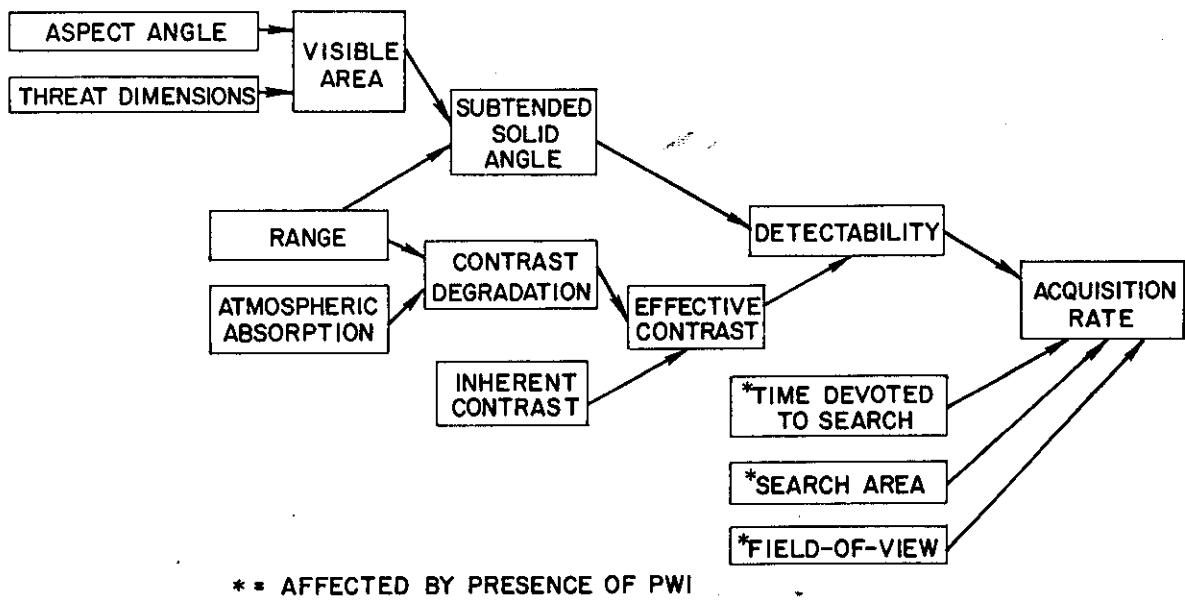 ASPECT ANGLE
THREAT DIMENSIONS
VISIBLE
AREA
SUBTENDED
SOLID
ANGLE
RANGE
ATMOSPHERIC
ABSORPTION
CONTRAST
DEGRADATION
INHERENT
CONTRAST
EFFECTIVE
CONTRAST
DETECTABILITY
ACQUISITION
RATE
*TIME DEVOTED
TO SEARCH
*SEARCH AREA
*FIELD-OF-VIEW
* = AFFECTED BY PRESENCE OF PWI